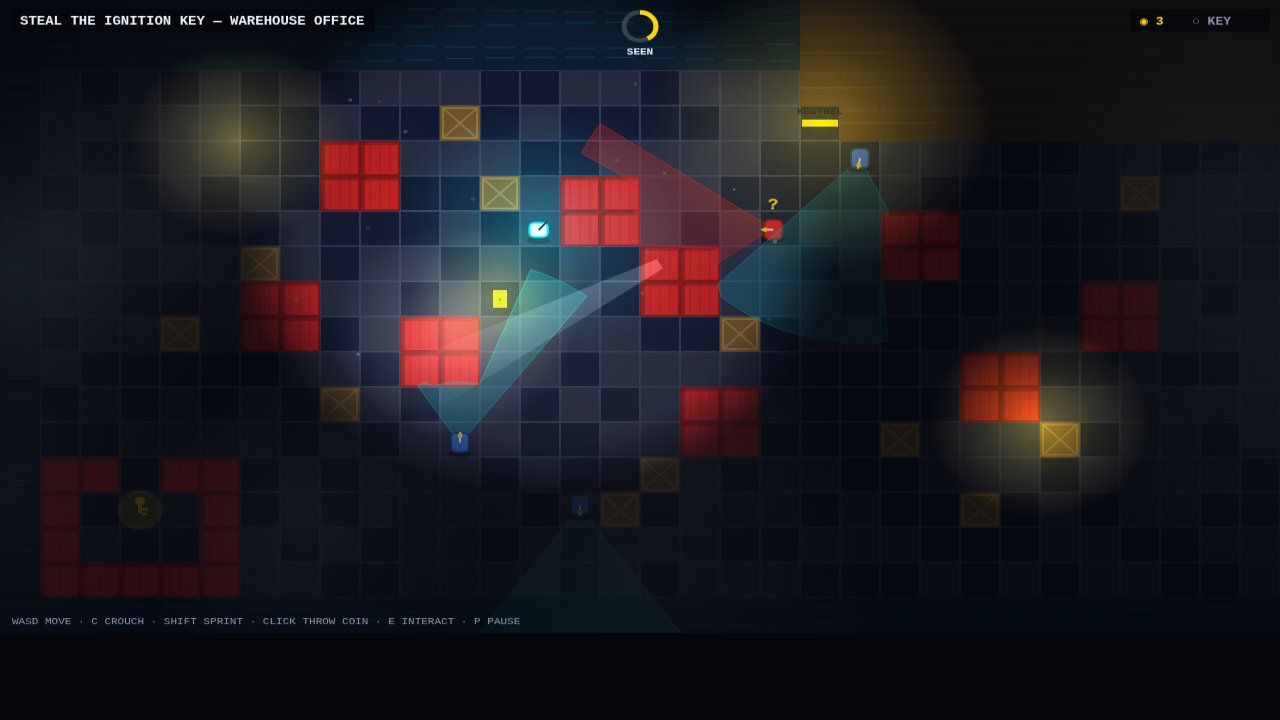 STEAL THE IGNITION KEY — WAREHOUSE OFFICE
◉ 3 ○ KEY
SEEN
KESTREL
?
WASD MOVE · C CROUCH · SHIFT SPRINT · CLICK THROW COIN · E INTERACT · P PAUSE